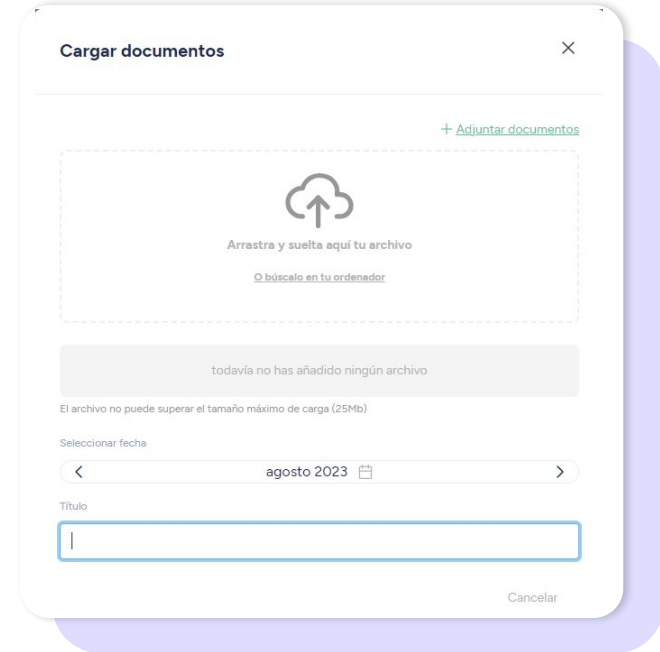 Cargar documentos
+ Adjuntar documentos
Arrastra y suelta aquí tu archivo
O búscalo en tu ordenador
todavía no has añadido ningún archivo
El archivo no puede superar el tamaño máximo de carga (25Mb)
Seleccionar fecha
agosto 2023
Título
Cancelar